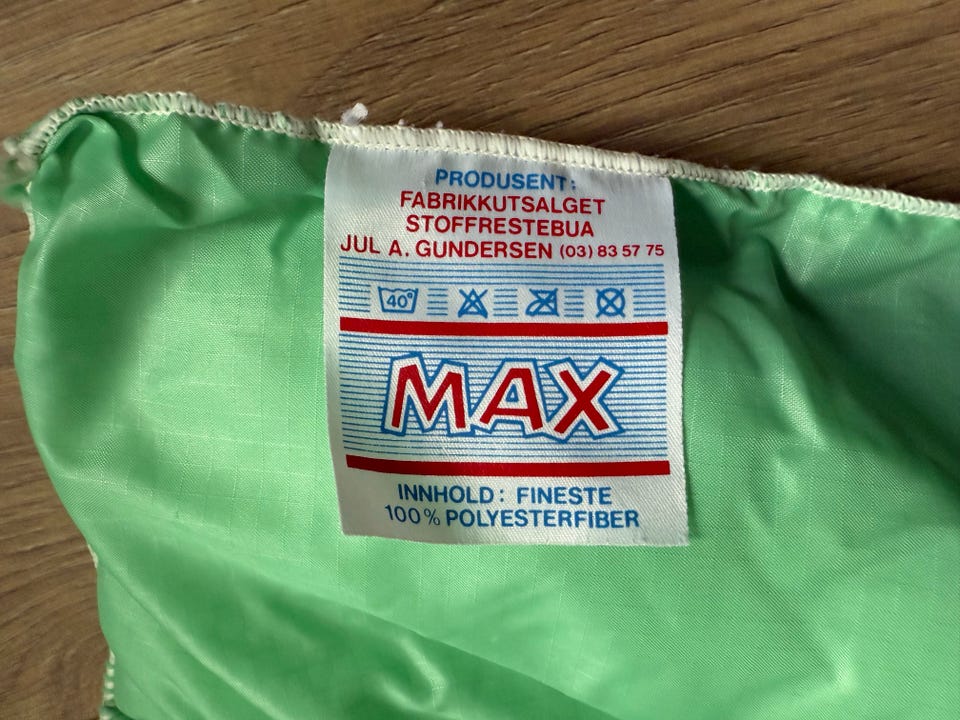 PRODUSENT:
FABRIKKUTSALGET
STOFFRESTEBUA
JUL A. GUNDERSEN (03) 83 57 75
40°
MAX
INNHOLD: FINESTE
100% POLYESTERFIBER